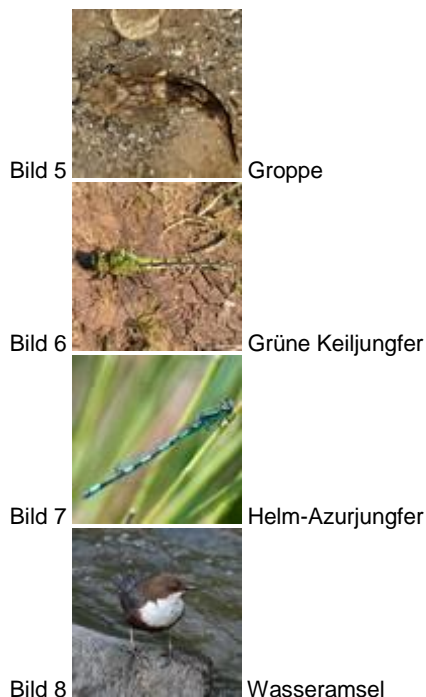 Bild 5 Groppe
Bild 6 Grüne Keiljungfer
Bild 7 Helm-Azurjungfer
Bild 8 Wasseramsel